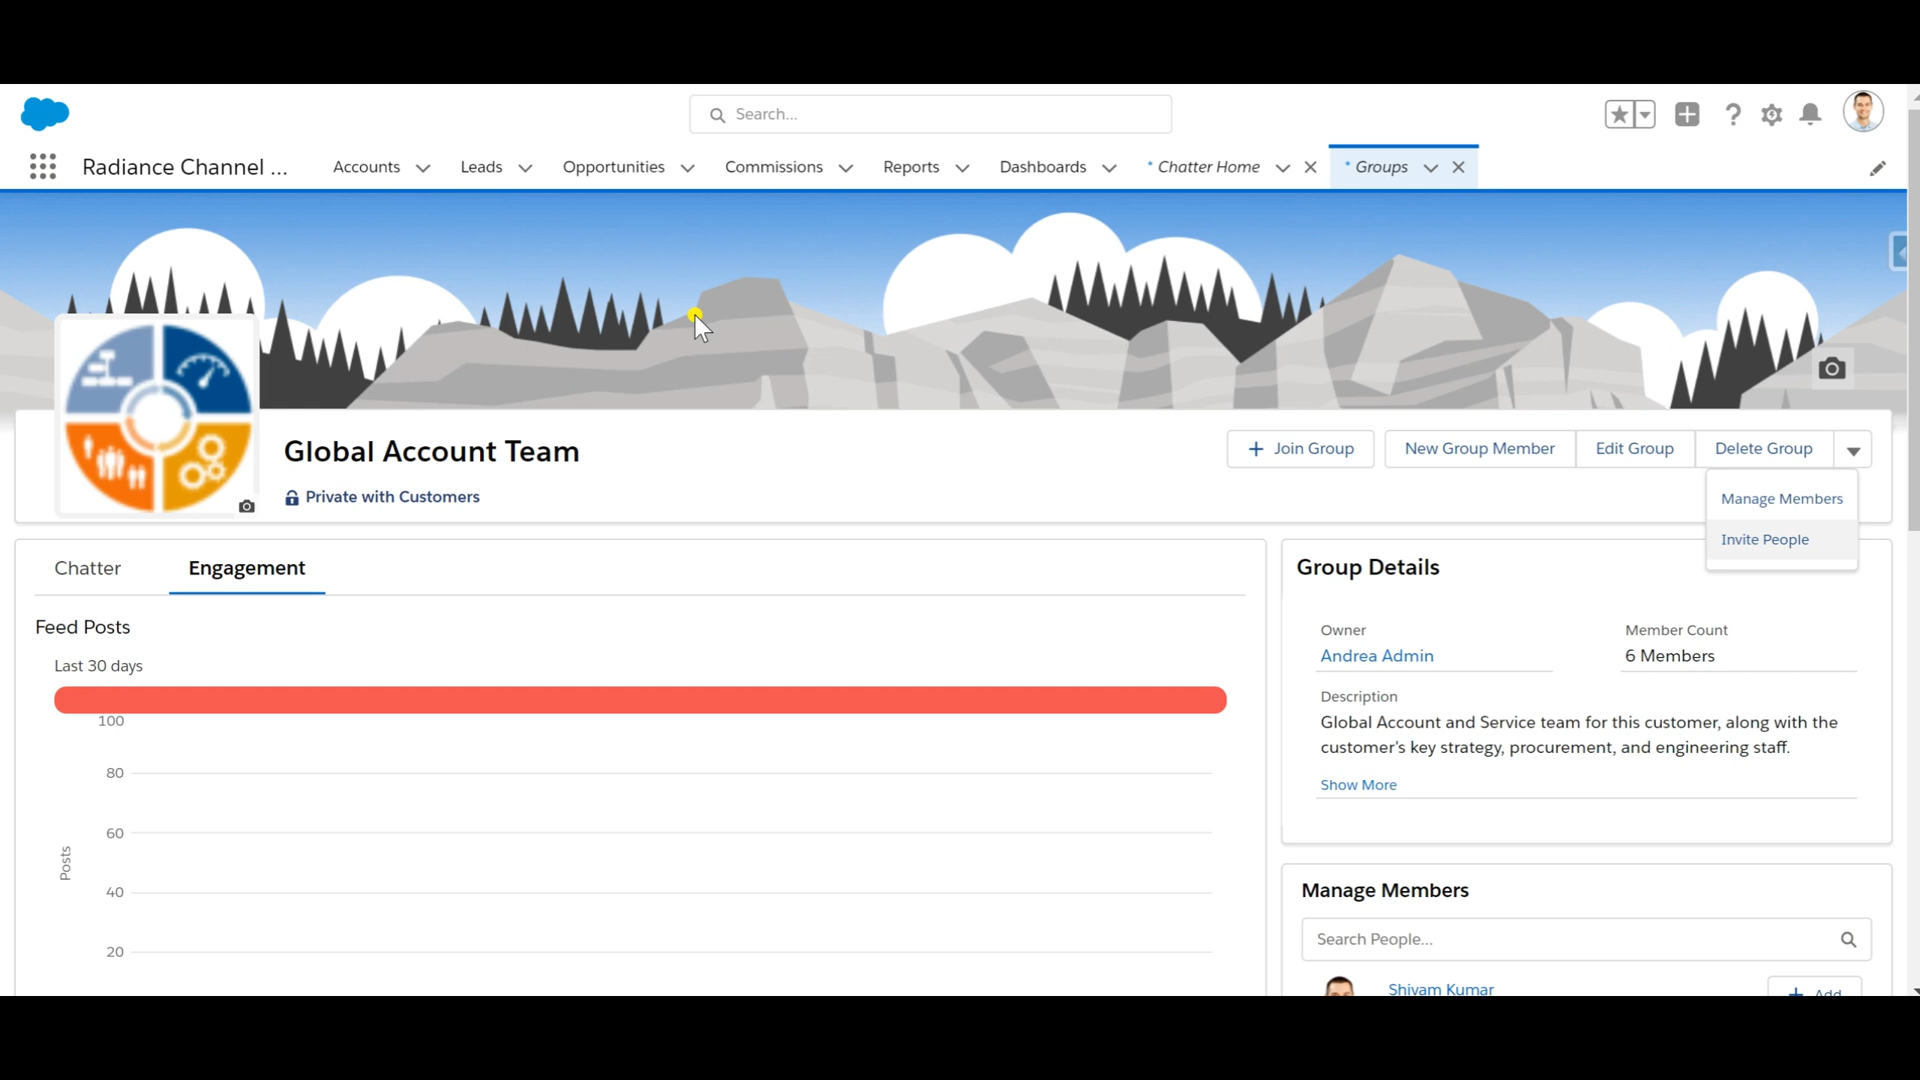 Search...
Radiance Channel ...
Accounts
Leads
Opportunities
Commissions
Reports
Dashboards
* Chatter Home
* Groups
Global Account Team
Private with Customers
+ Join Group
New Group Member
Edit Group
Delete Group
Manage Members
Invite People
Chatter
Engagement
Feed Posts
Last 30 days
100
80
60
40
20
Posts
Group Details
Owner
Andrea Admin
Member Count
6 Members
Description
Global Account and Service team for this customer, along with the
customer's key strategy, procurement, and engineering staff.
Show More
Manage Members
Search People...
Shivam Kumar
+ Add